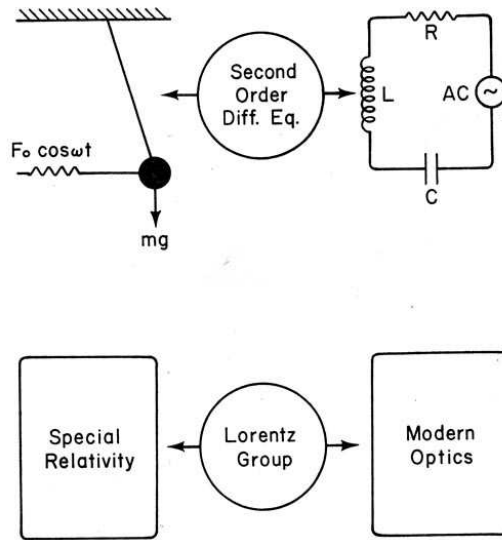 Second
Order
Diff. Eq.
R
L
AC
C
F₀ cosωt
mg
Special
Relativity
Lorentz
Group
Modern
Optics